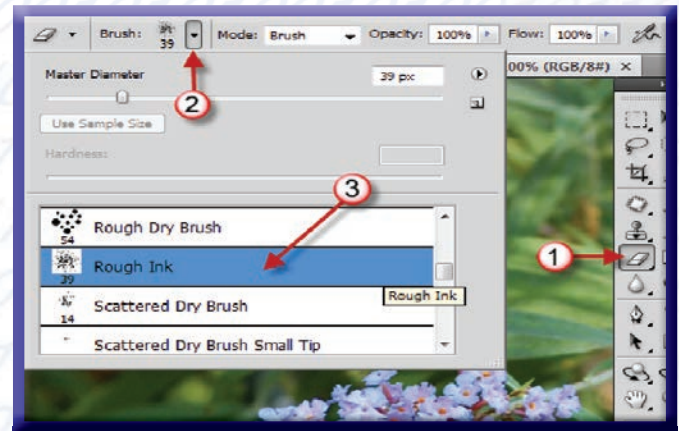 Brush: 39 Mode: Brush Opacity: 100% Flow: 100%
Master Diameter 39 px 00% (RGB/8#) ×
2
Use Sample Size
Hardness:
3
54 Rough Dry Brush
1
39 Rough Ink
Rough Ink
14 Scattered Dry Brush
Scattered Dry Brush Small Tip